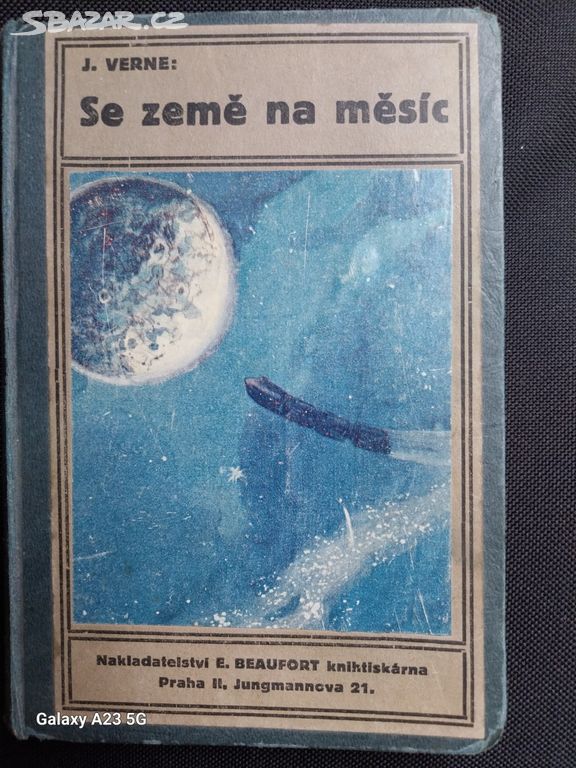 SBAZAR.CZ
J. VERNE:
Se země na měsíc
Nakladatelství E. BEAUFORT knihtiskárna
Praha II. Jungmannova 21.
Galaxy A23 5G